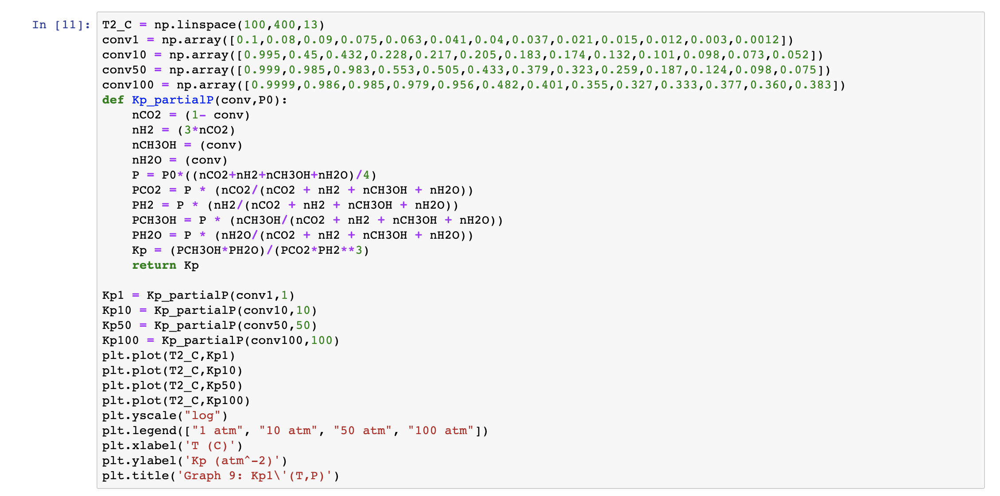 In [11]: T2_C = np.linspace(100,400,13)
conv1 = np.array([0.1,0.08,0.09,0.075,0.063,0.041,0.04,0.037,0.021,0.015,0.012,0.003,0.0012])
conv10 = np.array([0.995,0.45,0.432,0.228,0.217,0.205,0.183,0.174,0.132,0.101,0.098,0.073,0.052])
conv50 = np.array([0.999,0.985,0.983,0.553,0.505,0.433,0.379,0.323,0.259,0.187,0.124,0.098,0.075])
conv100 = np.array([0.9999,0.986,0.985,0.979,0.956,0.482,0.401,0.355,0.327,0.333,0.377,0.360,0.383])
def Kp_partialP(conv,P0):
    nCO2 = (1- conv)
    nH2 = (3*nCO2)
    nCH3OH = (conv)
    nH2O = (conv)
    P = P0*((nCO2+nH2+nCH3OH+nH2O)/4)
    PCO2 = P * (nCO2/(nCO2 + nH2 + nCH3OH + nH2O))
    PH2 = P * (nH2/(nCO2 + nH2 + nCH3OH + nH2O))
    PCH3OH = P * (nCH3OH/(nCO2 + nH2 + nCH3OH + nH2O))
    PH2O = P * (nH2O/(nCO2 + nH2 + nCH3OH + nH2O))
    Kp = (PCH3OH*PH2O)/(PCO2*PH2**3)
    return Kp

Kp1 = Kp_partialP(conv1,1)
Kp10 = Kp_partialP(conv10,10)
Kp50 = Kp_partialP(conv50,50)
Kp100 = Kp_partialP(conv100,100)
plt.plot(T2_C,Kp1)
plt.plot(T2_C,Kp10)
plt.plot(T2_C,Kp50)
plt.plot(T2_C,Kp100)
plt.yscale("log")
plt.legend(["1 atm", "10 atm", "50 atm", "100 atm"])
plt.xlabel('T (C)')
plt.ylabel('Kp (atm^-2)')
plt.title('Graph 9: Kp1\'(T,P)')